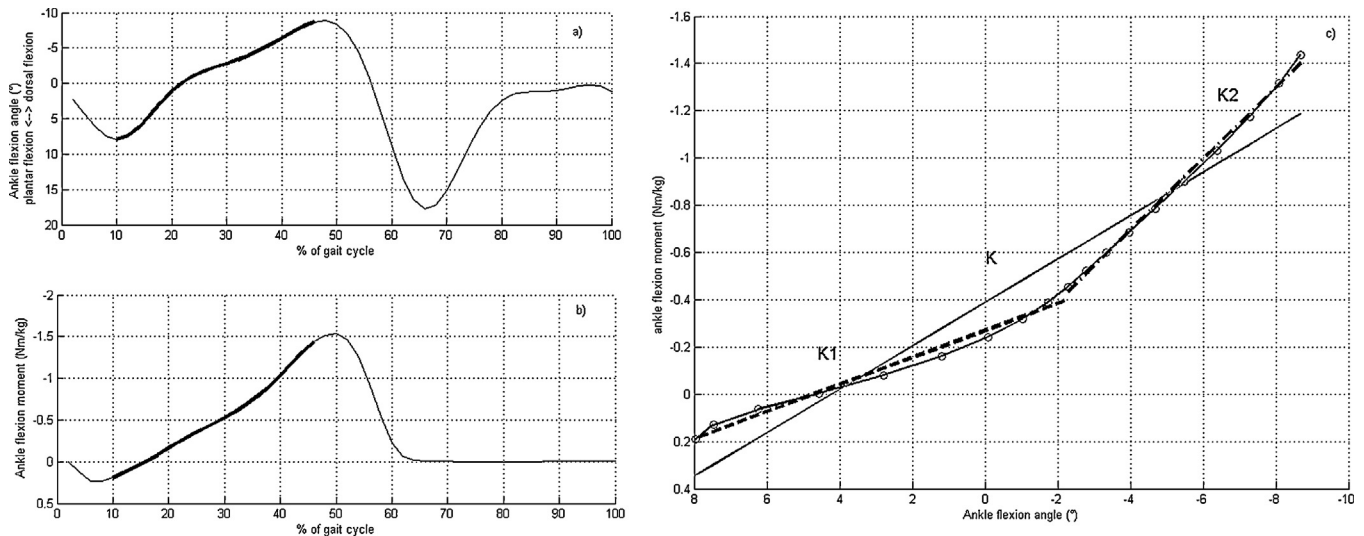 a)
Ankle flexion angle (°)
plantar flexion <--> dorsal flexion
-10
-5
0
5
10
15
20
0 10 20 30 40 50 60 70 80 90 100
% of gait cycle
b)
Ankle flexion moment (Nm/kg)
-2
-1.5
-1
-0.5
0
0.5
0 10 20 30 40 50 60 70 80 90 100
% of gait cycle
c)
ankle flexion moment (Nm/kg)
-1.6
-1.4
-1.2
-1
-0.8
-0.6
-0.4
-0.2
0
0.2
0.4
K2
K
K1
8 6 4 2 0 -2 -4 -6 -8 -10
Ankle flexion angle (°)